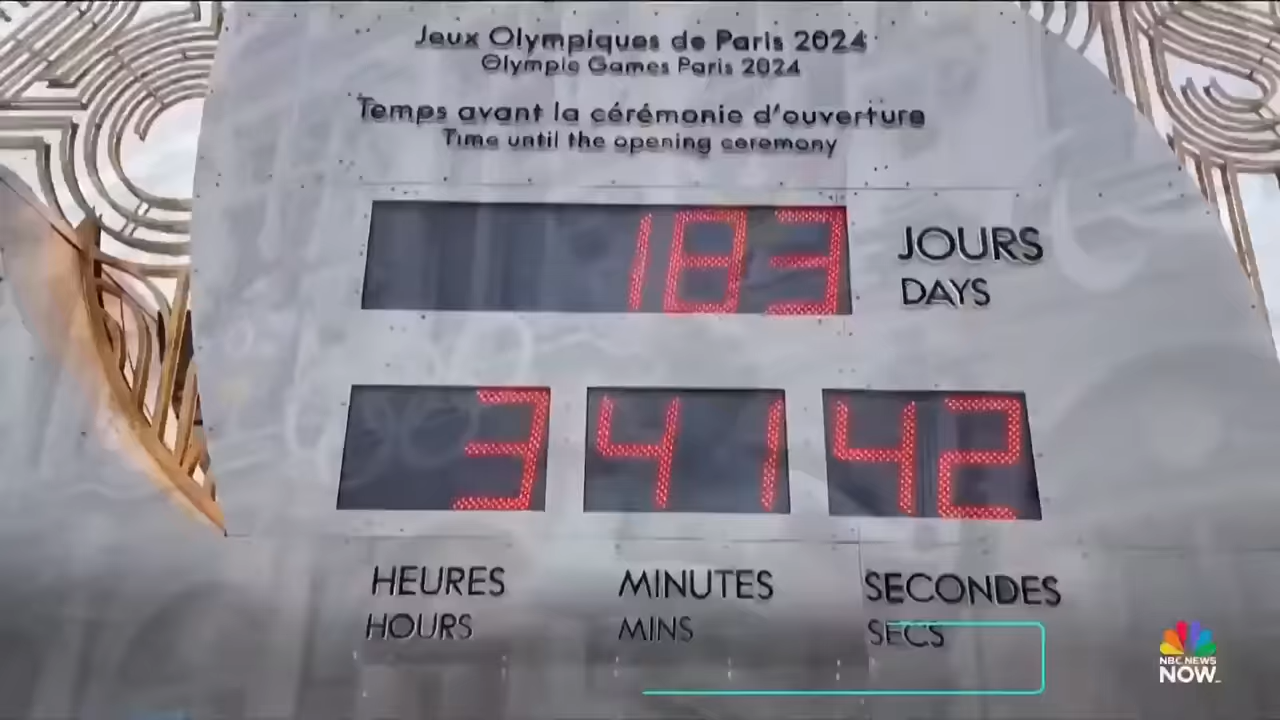 Jeux Olympiques de Paris 2024
Olympic Games Paris 2024
Temps avant la cérémonie d'ouverture
Time until the opening ceremony
183
JOURS
DAYS
3 41 42
HEURES MINUTES SECONDES
HOURS MINS SECS
NBC NEWS
NOW